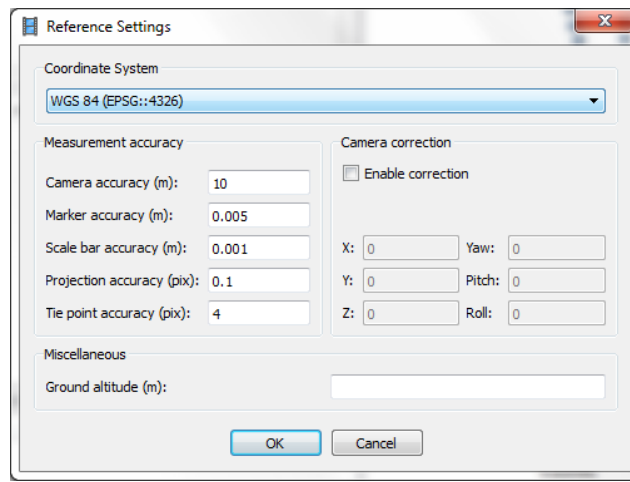 Reference Settings
Coordinate System
WGS 84 (EPSG::4326)
Measurement accuracy
Camera accuracy (m): 10
Marker accuracy (m): 0.005
Scale bar accuracy (m): 0.001
Projection accuracy (pix): 0.1
Tie point accuracy (pix): 4
Camera correction
Enable correction
X: 0 Yaw: 0
Y: 0 Pitch: 0
Z: 0 Roll: 0
Miscellaneous
Ground altitude (m):
OK Cancel